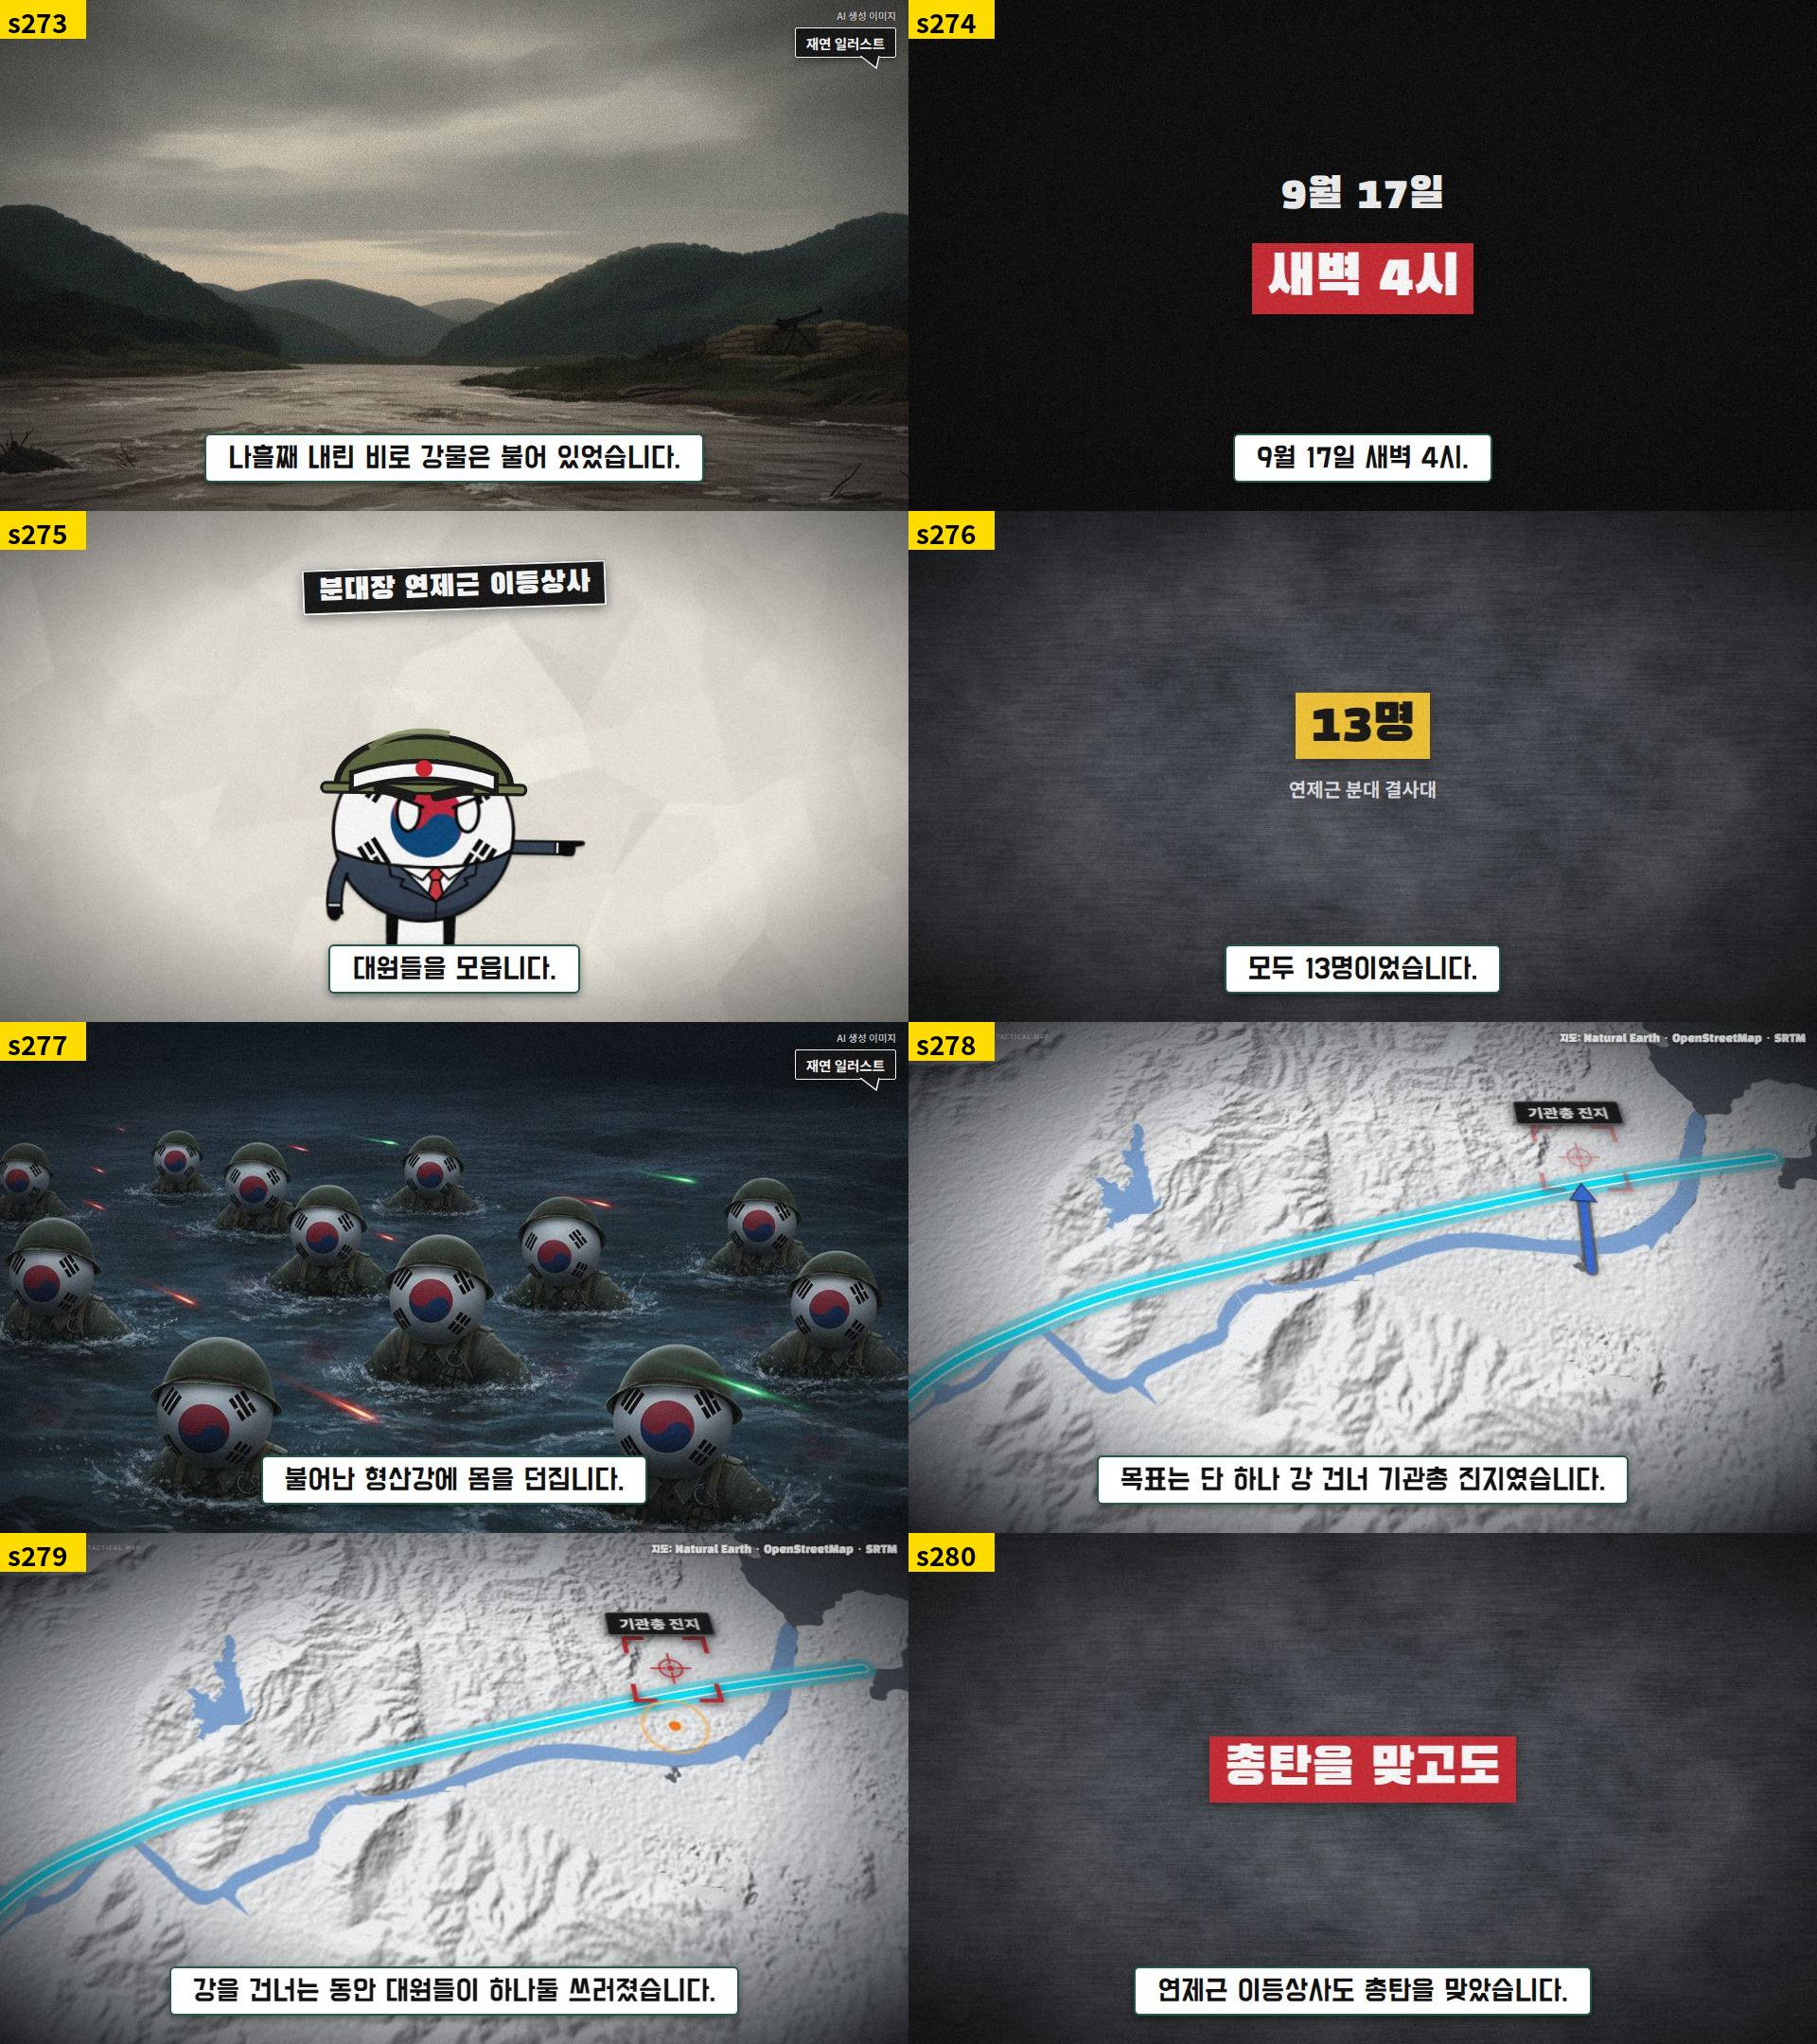 s273
AI 생성 이미지
재연 일러스트
나흘째 내린 비로 강물은 불어 있었습니다.
s274
9월 17일
새벽 4시
9월 17일 새벽 4시.
s275
분대장 연제근 이등상사
대원들을 모읍니다.
s276
13명
연제근 분대 결사대
모두 13명이었습니다.
s277
AI 생성 이미지
재연 일러스트
불어난 형산강에 몸을 던집니다.
s278
TACTICAL MAP
지도: Natural Earth · OpenStreetMap · SRTM
기관총 진지
목표는 단 하나 강 건너 기관총 진지였습니다.
s279
TACTICAL MAP
지도: Natural Earth · OpenStreetMap · SRTM
기관총 진지
강을 건너는 동안 대원들이 하나둘 쓰러졌습니다.
s280
총탄을 맞고도
연제근 이등상사도 총탄을 맞았습니다.